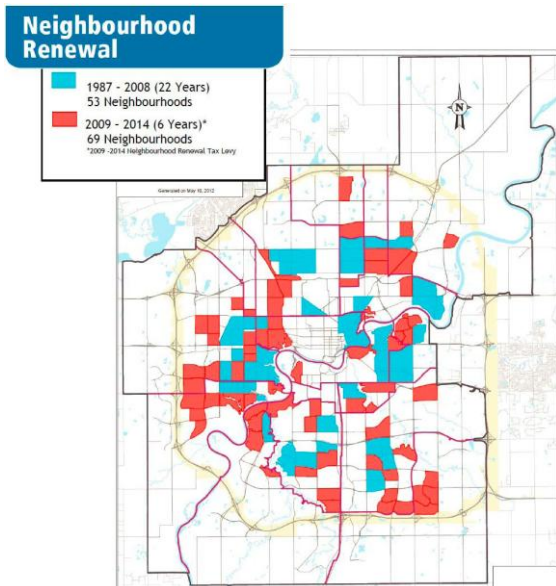 Neighbourhood
Renewal
1987 - 2008 (22 Years)
53 Neighbourhoods
2009 - 2014 (6 Years)*
69 Neighbourhoods
*2009 -2014 Neighbourhood Renewal Tax Levy
Generated on May 16, 2012
N